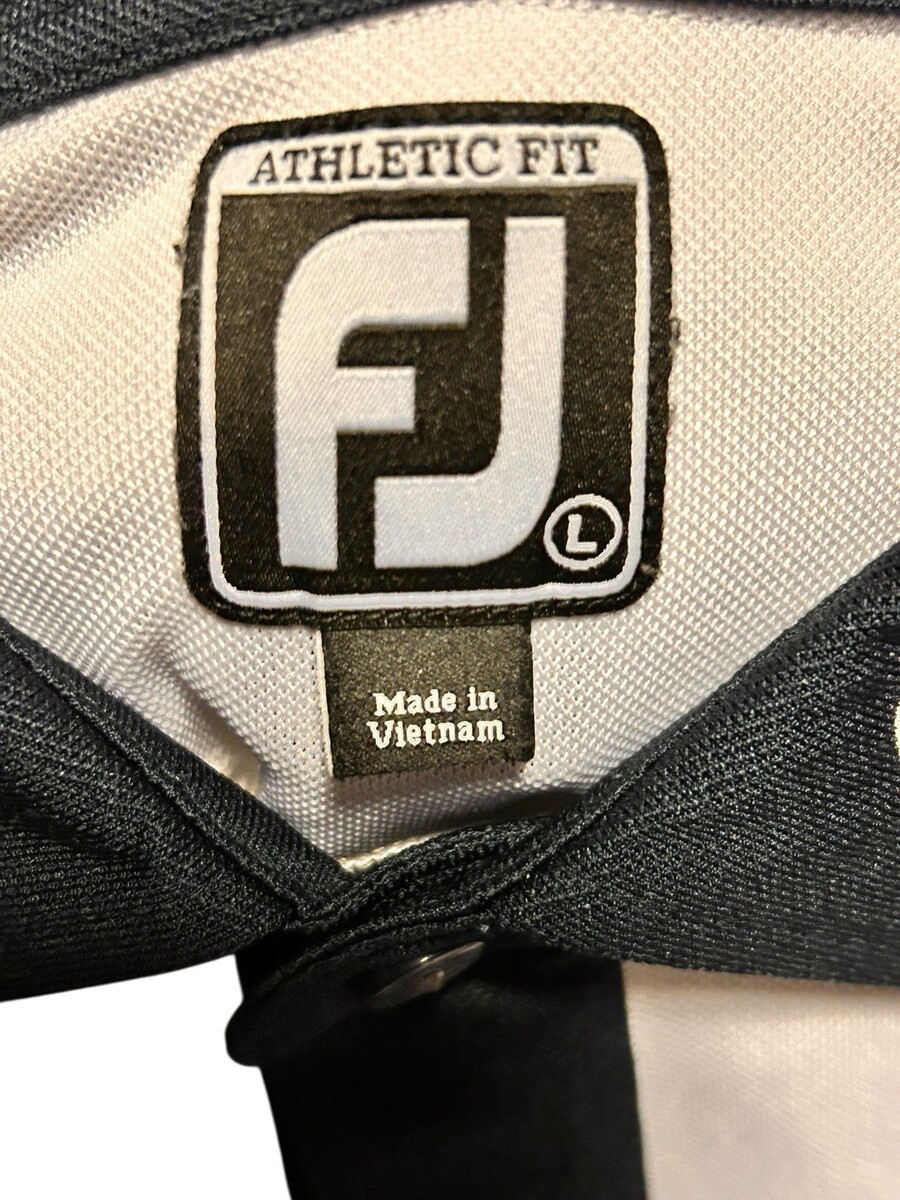 ATHLETIC FIT
FJ
L
Made in
Vietnam